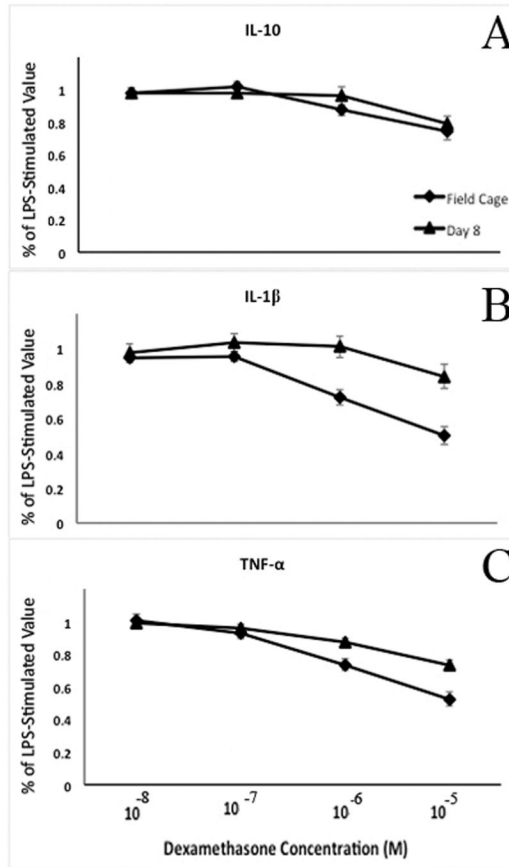 IL-10
A
% of LPS-Stimulated Value
1
0.8
0.6
0.4
0.2
0
Field Cage
Day 8
IL-1β
B
% of LPS-Stimulated Value
1
0.8
0.6
0.4
0.2
0
TNF-α
C
% of LPS-Stimulated Value
1
0.8
0.6
0.4
0.2
0
10⁻⁸ 10⁻⁷ 10⁻⁶ 10⁻⁵
Dexamethasone Concentration (M)